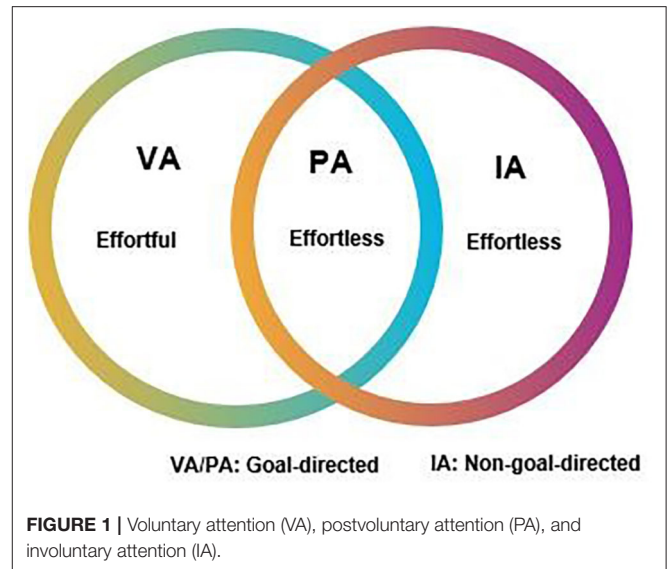 VA
PA
IA
Effortful
Effortless
Effortless
VA/PA: Goal-directed
IA: Non-goal-directed
FIGURE 1 | Voluntary attention (VA), postvoluntary attention (PA), and
involuntary attention (IA).